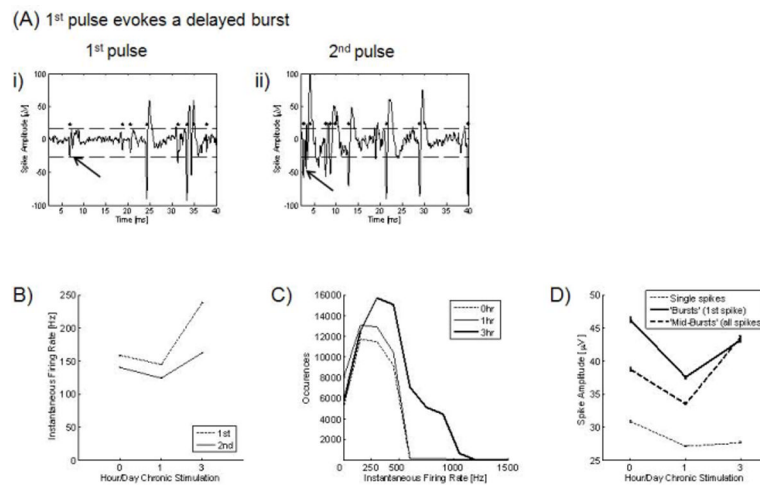 (A) 1st pulse evokes a delayed burst
1st pulse
2nd pulse
i)
ii)
Spike Amplitude [µV]
100
50
0
-50
-100
5 10 15 20 25 30 35 40
Time [ms]
Spike Amplitude [µV]
100
50
0
-50
-100
5 10 15 20 25 30 35 40
Time [ms]
B)
Instantaneous Firing Rate [Hz]
250
200
150
100
50
0
0 1 3
Hour/Day Chronic Stimulation
1st
2nd
C)
Occurences
16000
14000
12000
10000
8000
6000
4000
2000
0 250 500 1000 1500
Instantaneous Firing Rate [Hz]
0hr
1hr
3hr
D)
Spike Amplitude [µV]
50
45
40
35
30
25
0 1 3
Hour/Day Chronic Stimulation
Single spikes
'Bursts' (1st spike)
'Mid-Bursts' (all spikes